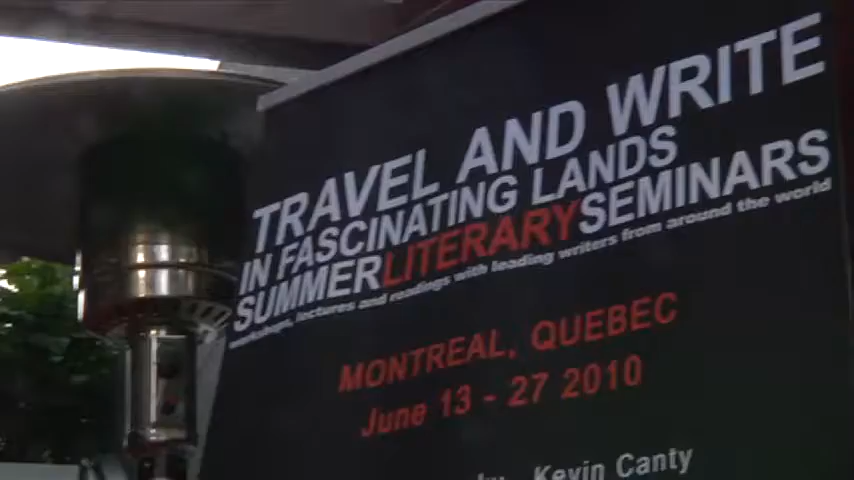 TRAVEL AND WRITE
IN FASCINATING LANDS
SUMMERLITERARYSEMINARS
workshops, lectures and readings with leading writers from around the world
MONTREAL, QUEBEC
June 13 - 27 2010
Kevin Canty